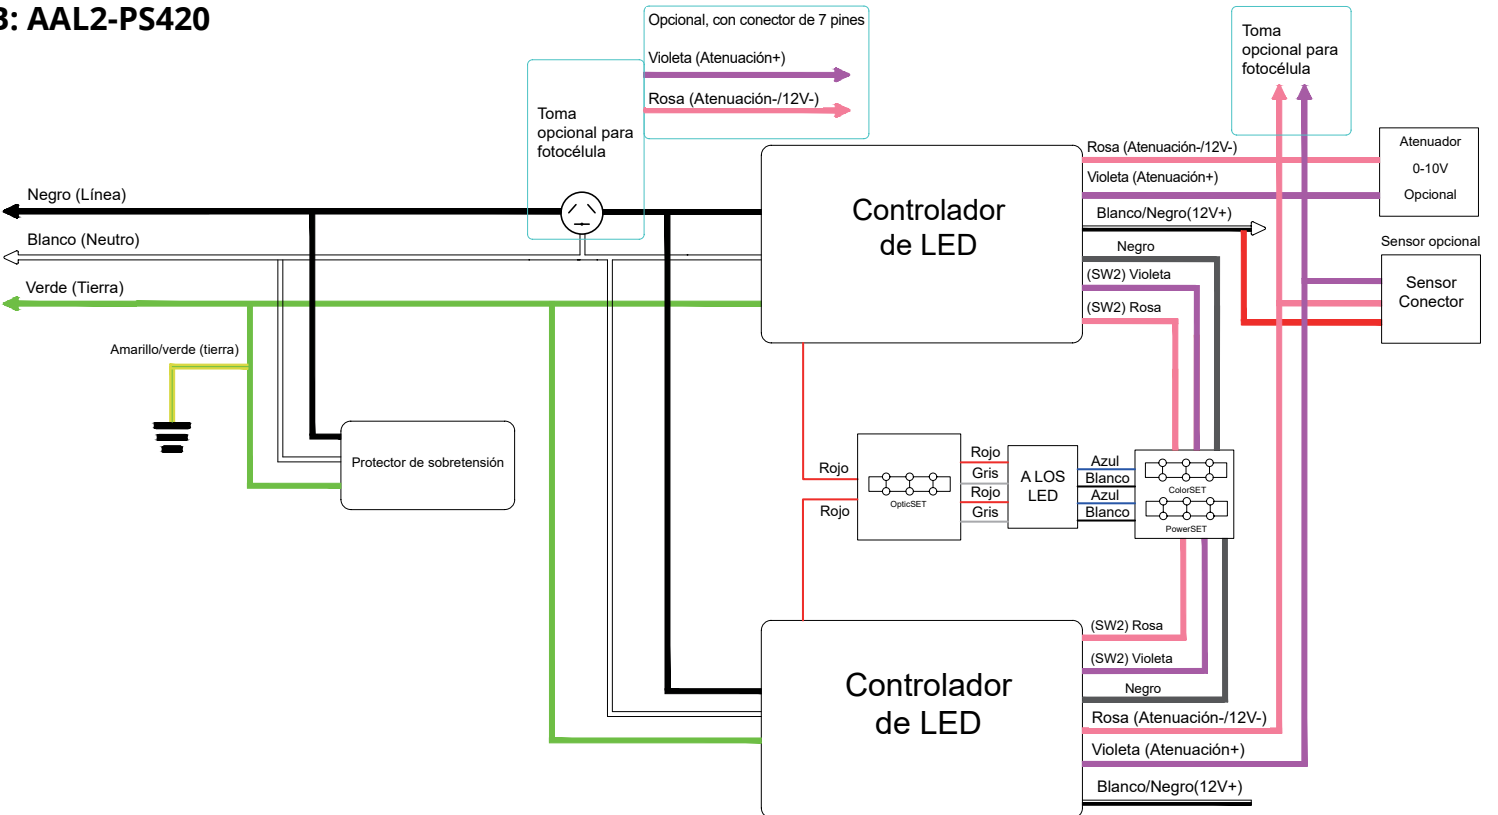 3: AAL2-PS420
Opcional, con conector de 7 pines
Violeta (Atenuación+)
Rosa (Atenuación-/12V-)
Toma
opcional para
fotocélula
Toma
opcional para
fotocélula
Negro (Línea)
Blanco (Neutro)
Verde (Tierra)
Amarillo/verde (tierra)
Protector de sobretensión
Controlador
de LED
Rosa (Atenuación-/12V-)
Violeta (Atenuación+)
Blanco/Negro(12V+)
Negro
(SW2) Violeta
(SW2) Rosa
Atenuador
0-10V
Opcional
Sensor opcional
Sensor
Conector
Rojo
Rojo
OpticSET
Rojo
Gris
Rojo
Gris
A LOS
LED
Azul
Blanco
Azul
Blanco
ColorSET
PowerSET
Controlador
de LED
(SW2) Rosa
(SW2) Violeta
Negro
Rosa (Atenuación-/12V-)
Violeta (Atenuación+)
Blanco/Negro(12V+)